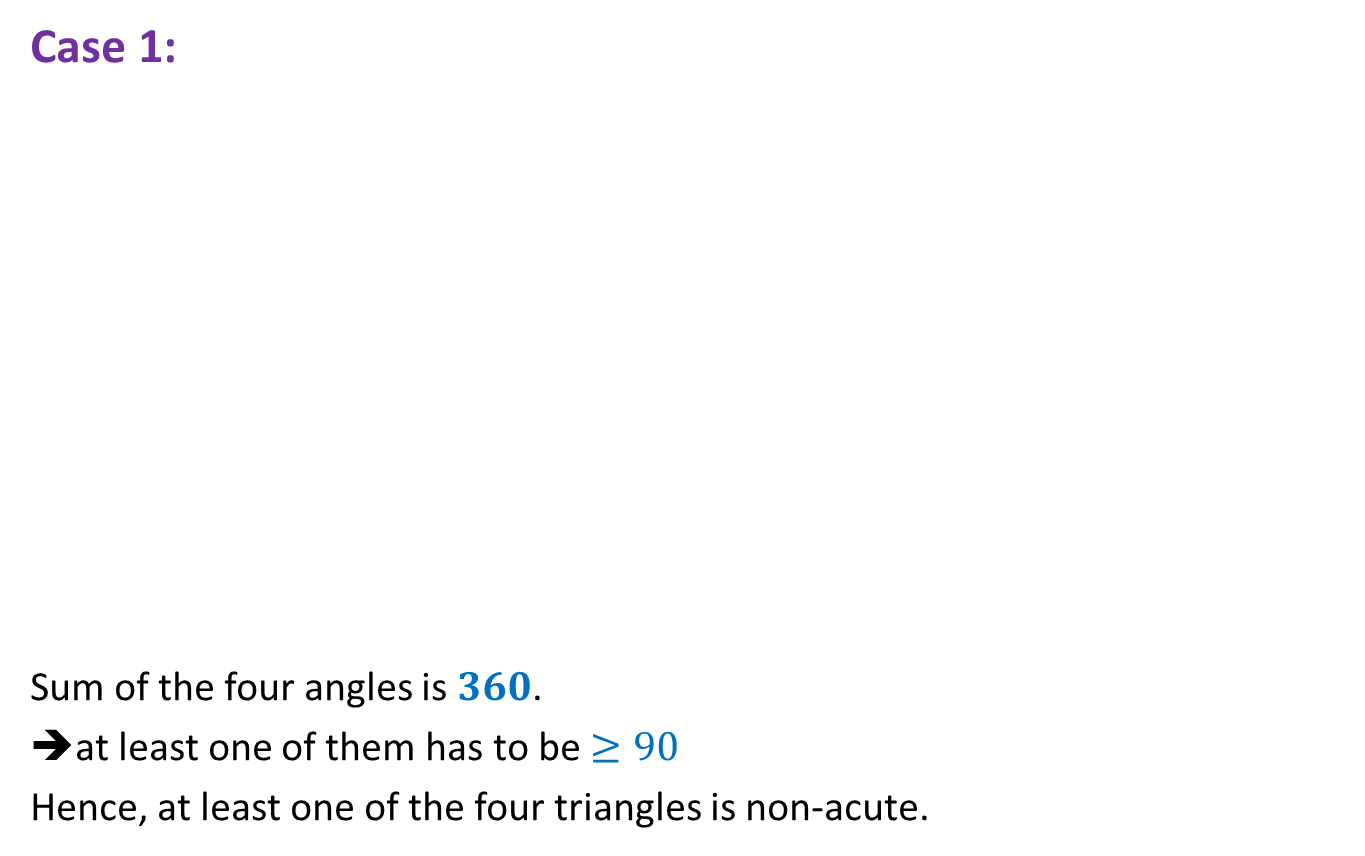 Case 1:
Sum of the four angles is 360.
➔at least one of them has to be ≥ 90
Hence, at least one of the four triangles is non-acute.